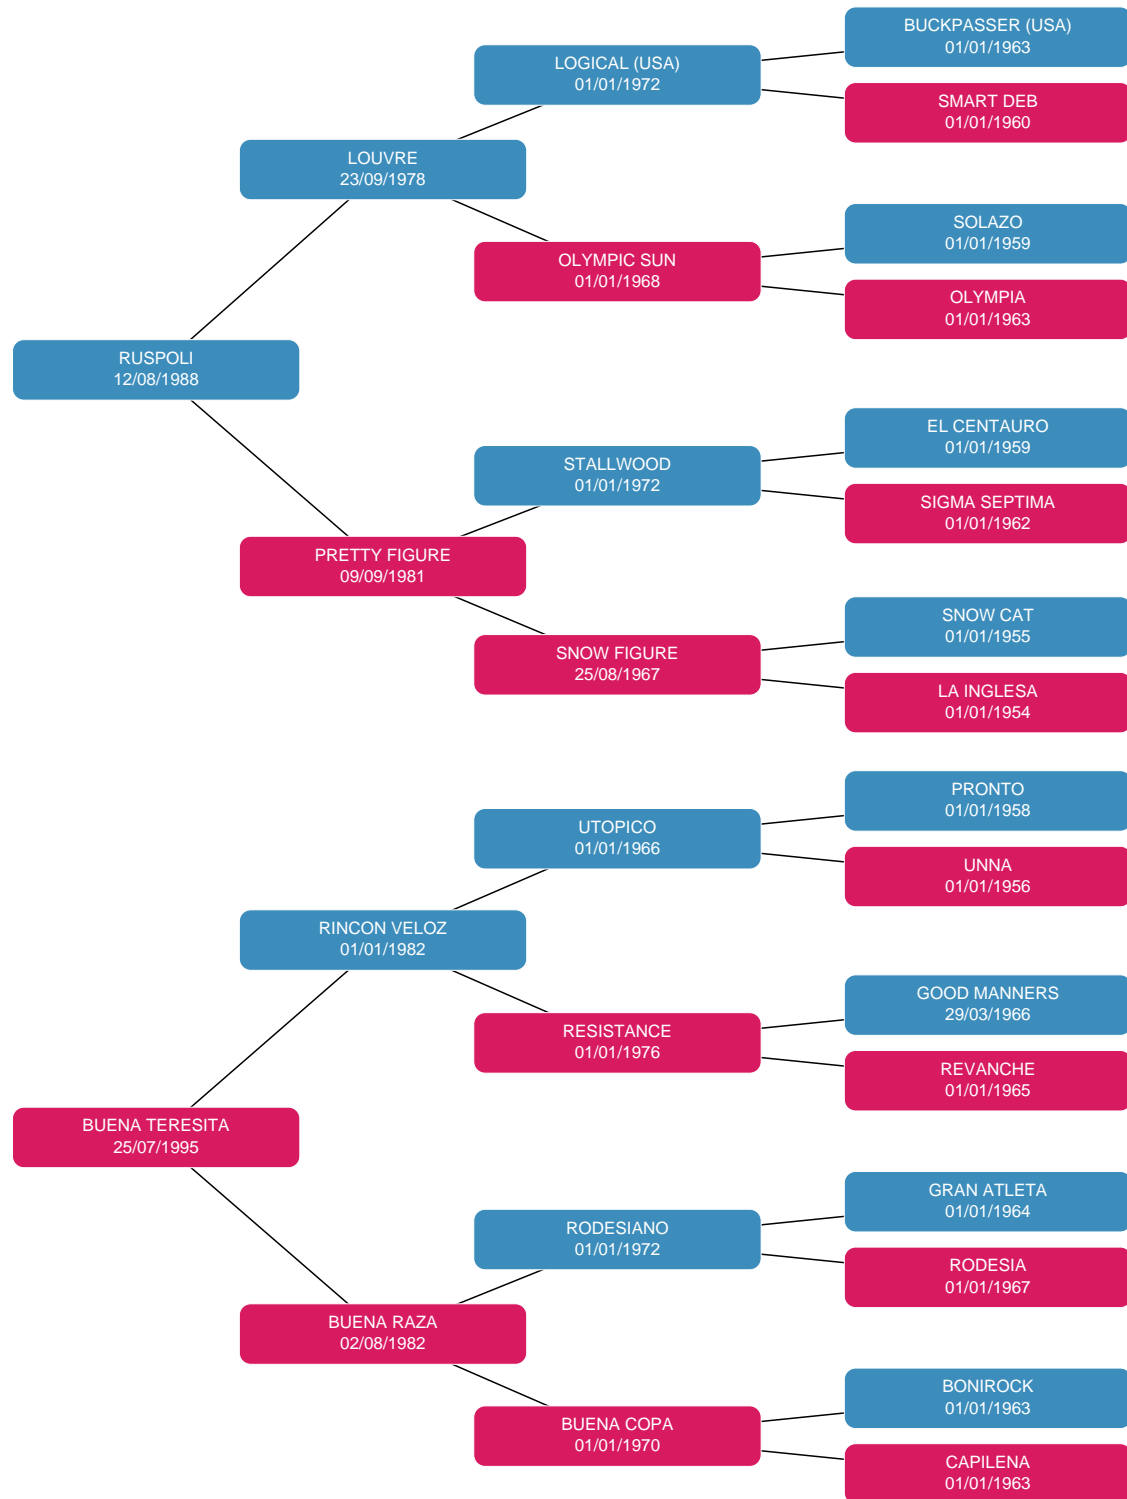 BUCKPASSER (USA)
01/01/1963
LOGICAL (USA)
01/01/1972
SMART DEB
01/01/1960
LOUVRE
23/09/1978
SOLAZO
01/01/1959
OLYMPIC SUN
01/01/1968
OLYMPIA
01/01/1963
RUSPOLI
12/08/1988
EL CENTAURO
01/01/1959
STALLWOOD
01/01/1972
SIGMA SEPTIMA
01/01/1962
PRETTY FIGURE
09/09/1981
SNOW CAT
01/01/1955
SNOW FIGURE
25/08/1967
LA INGLESA
01/01/1954
PRONTO
01/01/1958
UTOPICO
01/01/1966
UNNA
01/01/1956
RINCON VELOZ
01/01/1982
GOOD MANNERS
29/03/1966
RESISTANCE
01/01/1976
REVANCHE
01/01/1965
BUENA TERESITA
25/07/1995
GRAN ATLETA
01/01/1964
RODESIANO
01/01/1972
RODESIA
01/01/1967
BUENA RAZA
02/08/1982
BONIROCK
01/01/1963
BUENA COPA
01/01/1970
CAPILENA
01/01/1963